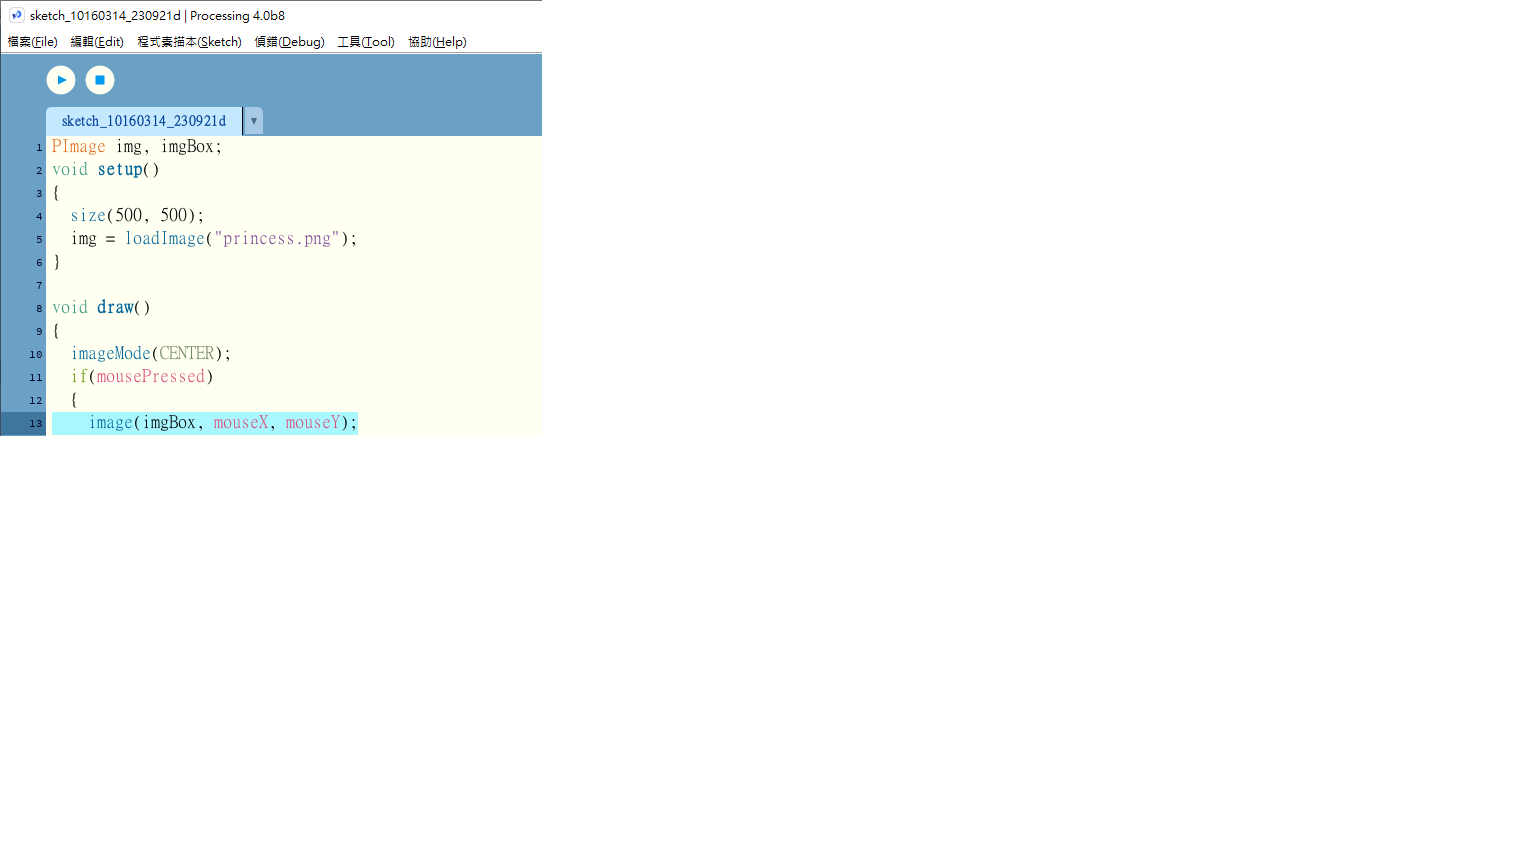 sketch_10160314_230921d | Processing 4.0b8
檔案(File) 編輯(Edit) 程式素描本(Sketch) 偵錯(Debug) 工具(Tool) 協助(Help)
sketch_10160314_230921d ▼
1 PImage img, imgBox;
2 void setup()
3 {
4   size(500, 500);
5   img = loadImage("princess.png");
6 }
7
8 void draw()
9 {
10   imageMode(CENTER);
11   if(mousePressed)
12   {
13     image(imgBox, mouseX, mouseY);